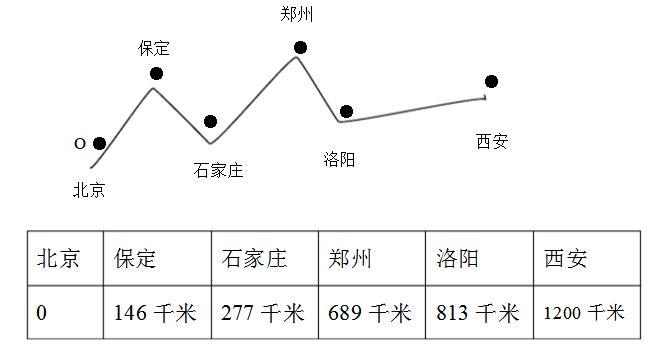 郑州
保定
O
石家庄
洛阳
西安
北京
北京 保定 石家庄 郑州 洛阳 西安
0 146 千米 277 千米 689 千米 813 千米 1200 千米